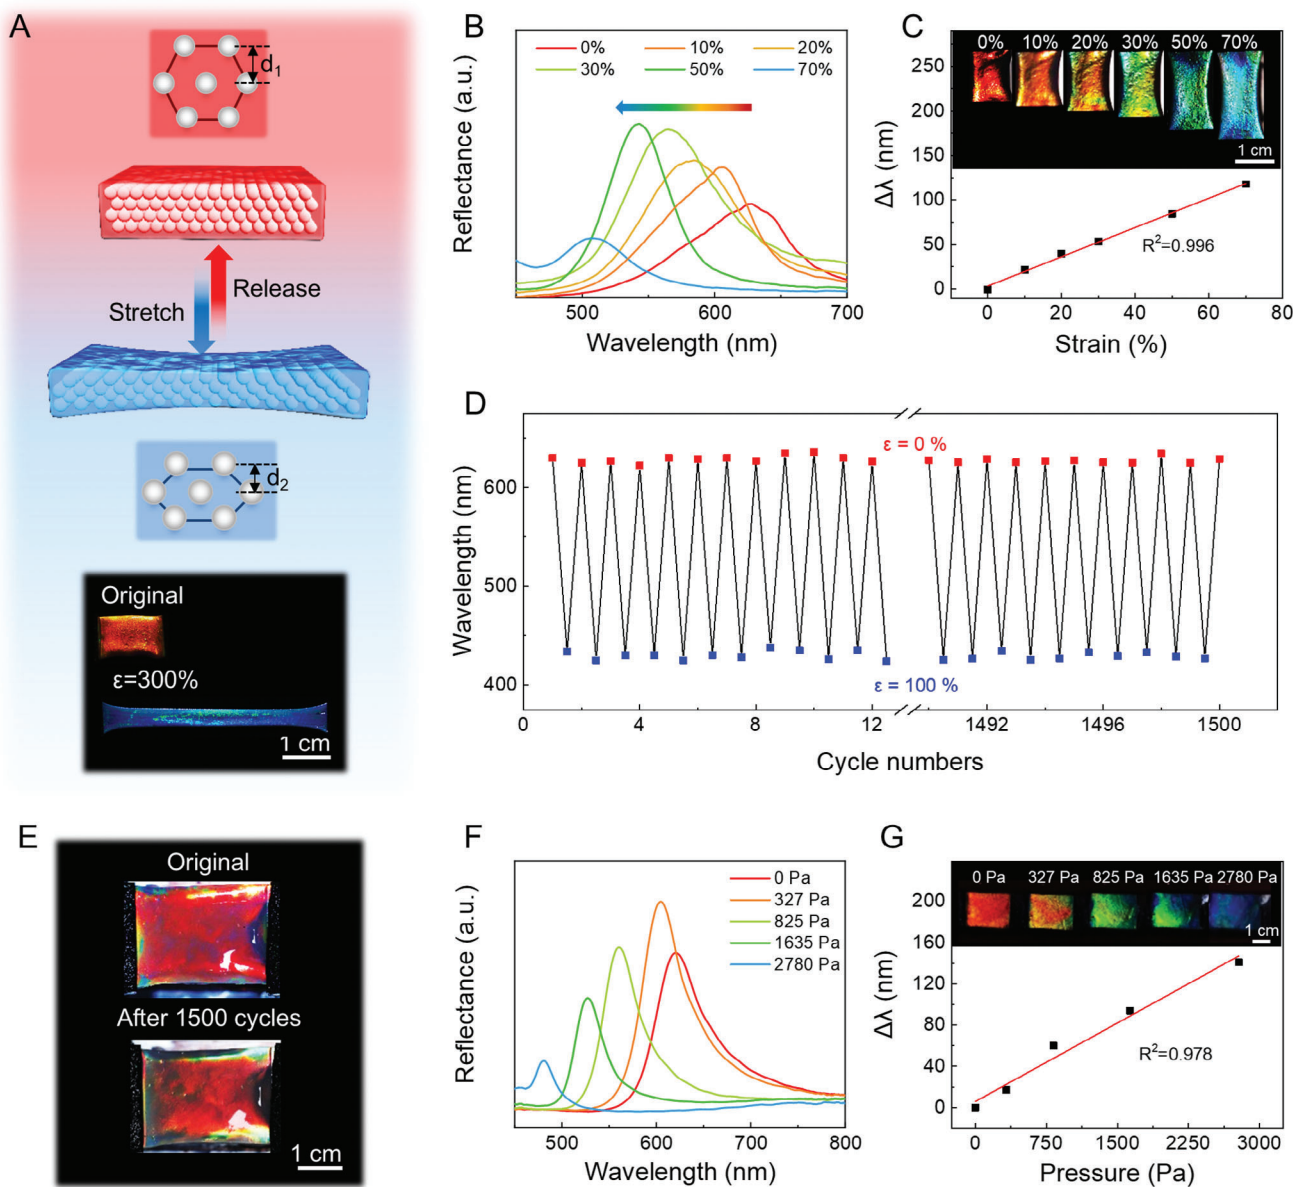 A
d1
Stretch
Release
d2
Original
ε=300%
1 cm
B
0% 10% 20%
30% 50% 70%
Reflectance (a.u.)
500 600 700
Wavelength (nm)
C
0% 10% 20% 30% 50% 70%
1 cm
250
200
150
100
50
0
Δλ (nm)
R²=0.996
0 20 40 60 80
Strain (%)
D
600
500
400
Wavelength (nm)
ε = 0 %
ε = 100 %
0 4 8 12 1492 1496 1500
Cycle numbers
E
Original
After 1500 cycles
1 cm
F
0 Pa
327 Pa
825 Pa
1635 Pa
2780 Pa
Reflectance (a.u.)
500 600 700 800
Wavelength (nm)
G
0 Pa 327 Pa 825 Pa 1635 Pa 2780 Pa
1 cm
200
160
120
80
40
0
Δλ (nm)
R²=0.978
0 750 1500 2250 3000
Pressure (Pa)